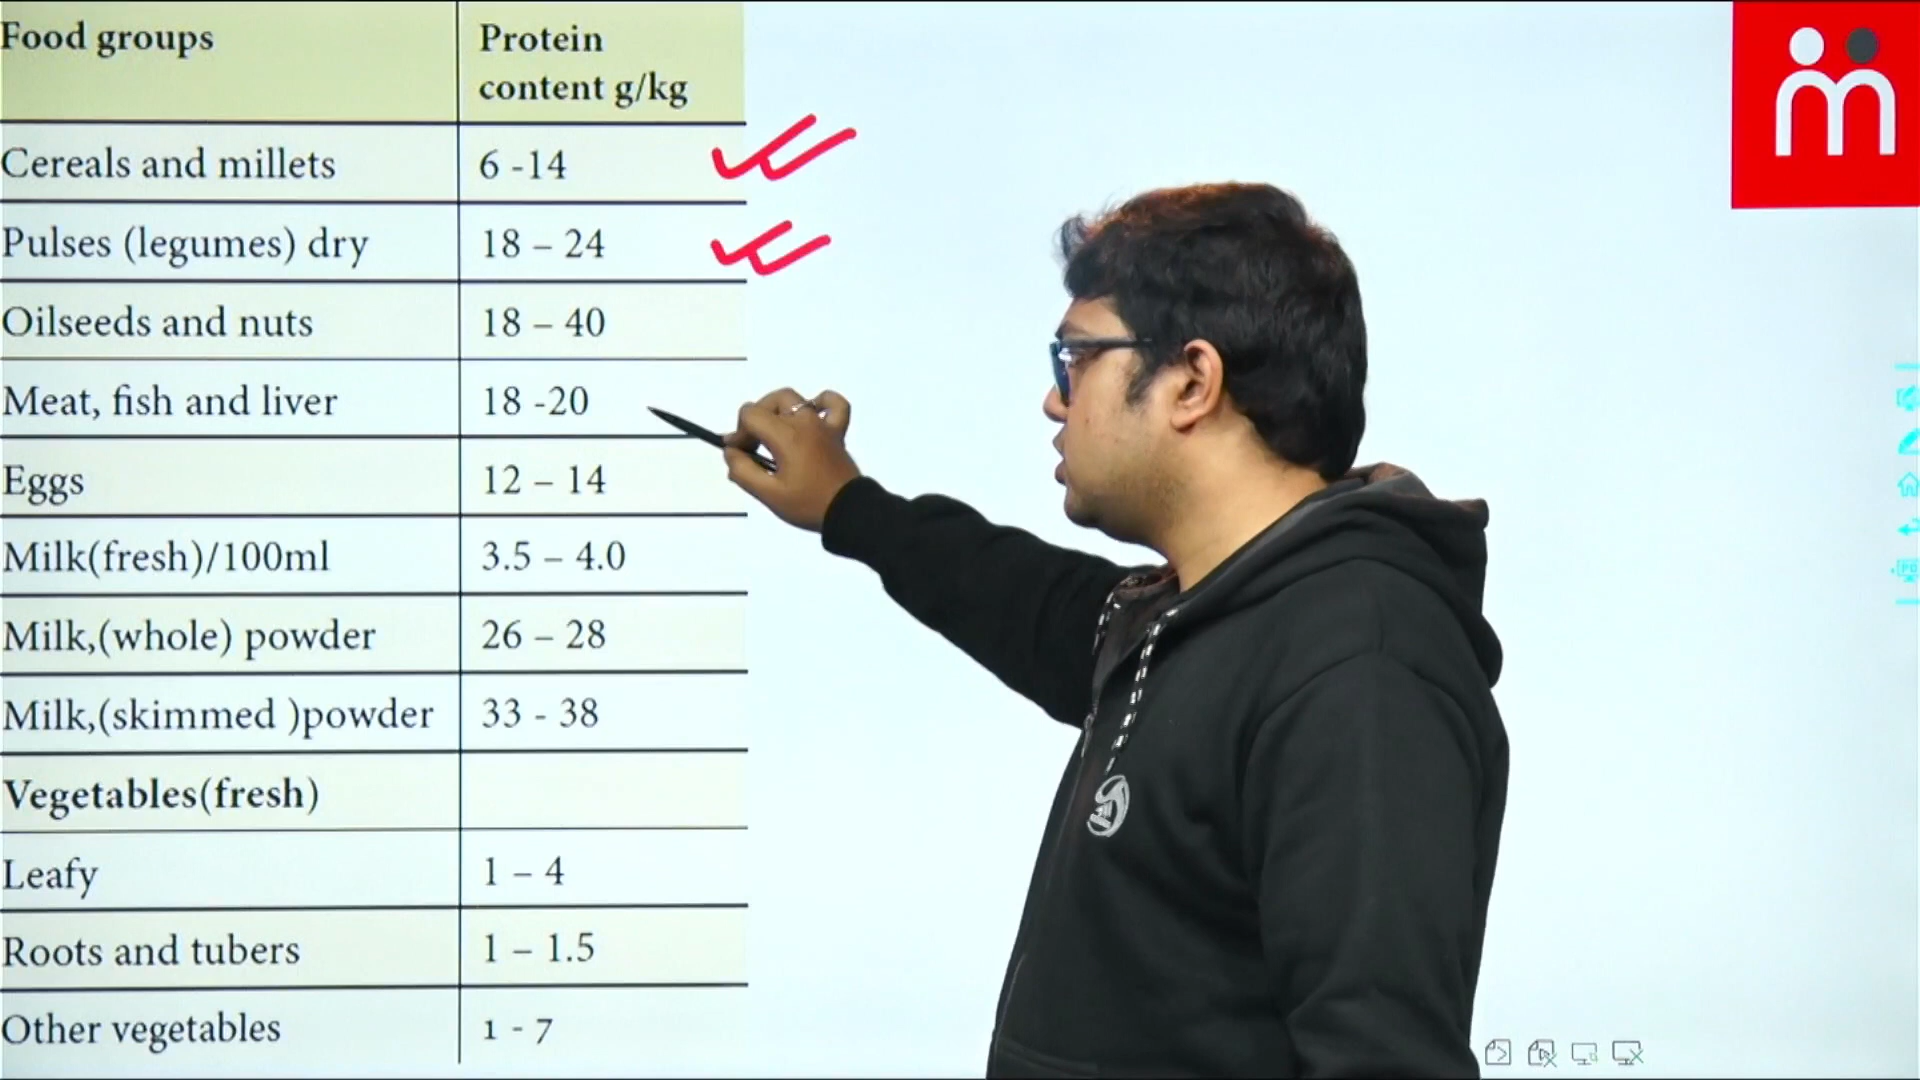 Food groups
Protein
content g/kg
Cereals and millets
6 -14
Pulses (legumes) dry
18 – 24
Oilseeds and nuts
18 – 40
Meat, fish and liver
18 -20
Eggs
12 – 14
Milk(fresh)/100ml
3.5 – 4.0
Milk,(whole) powder
26 – 28
Milk,(skimmed )powder
33 - 38
Vegetables(fresh)
Leafy
1 – 4
Roots and tubers
1 – 1.5
Other vegetables
1 - 7